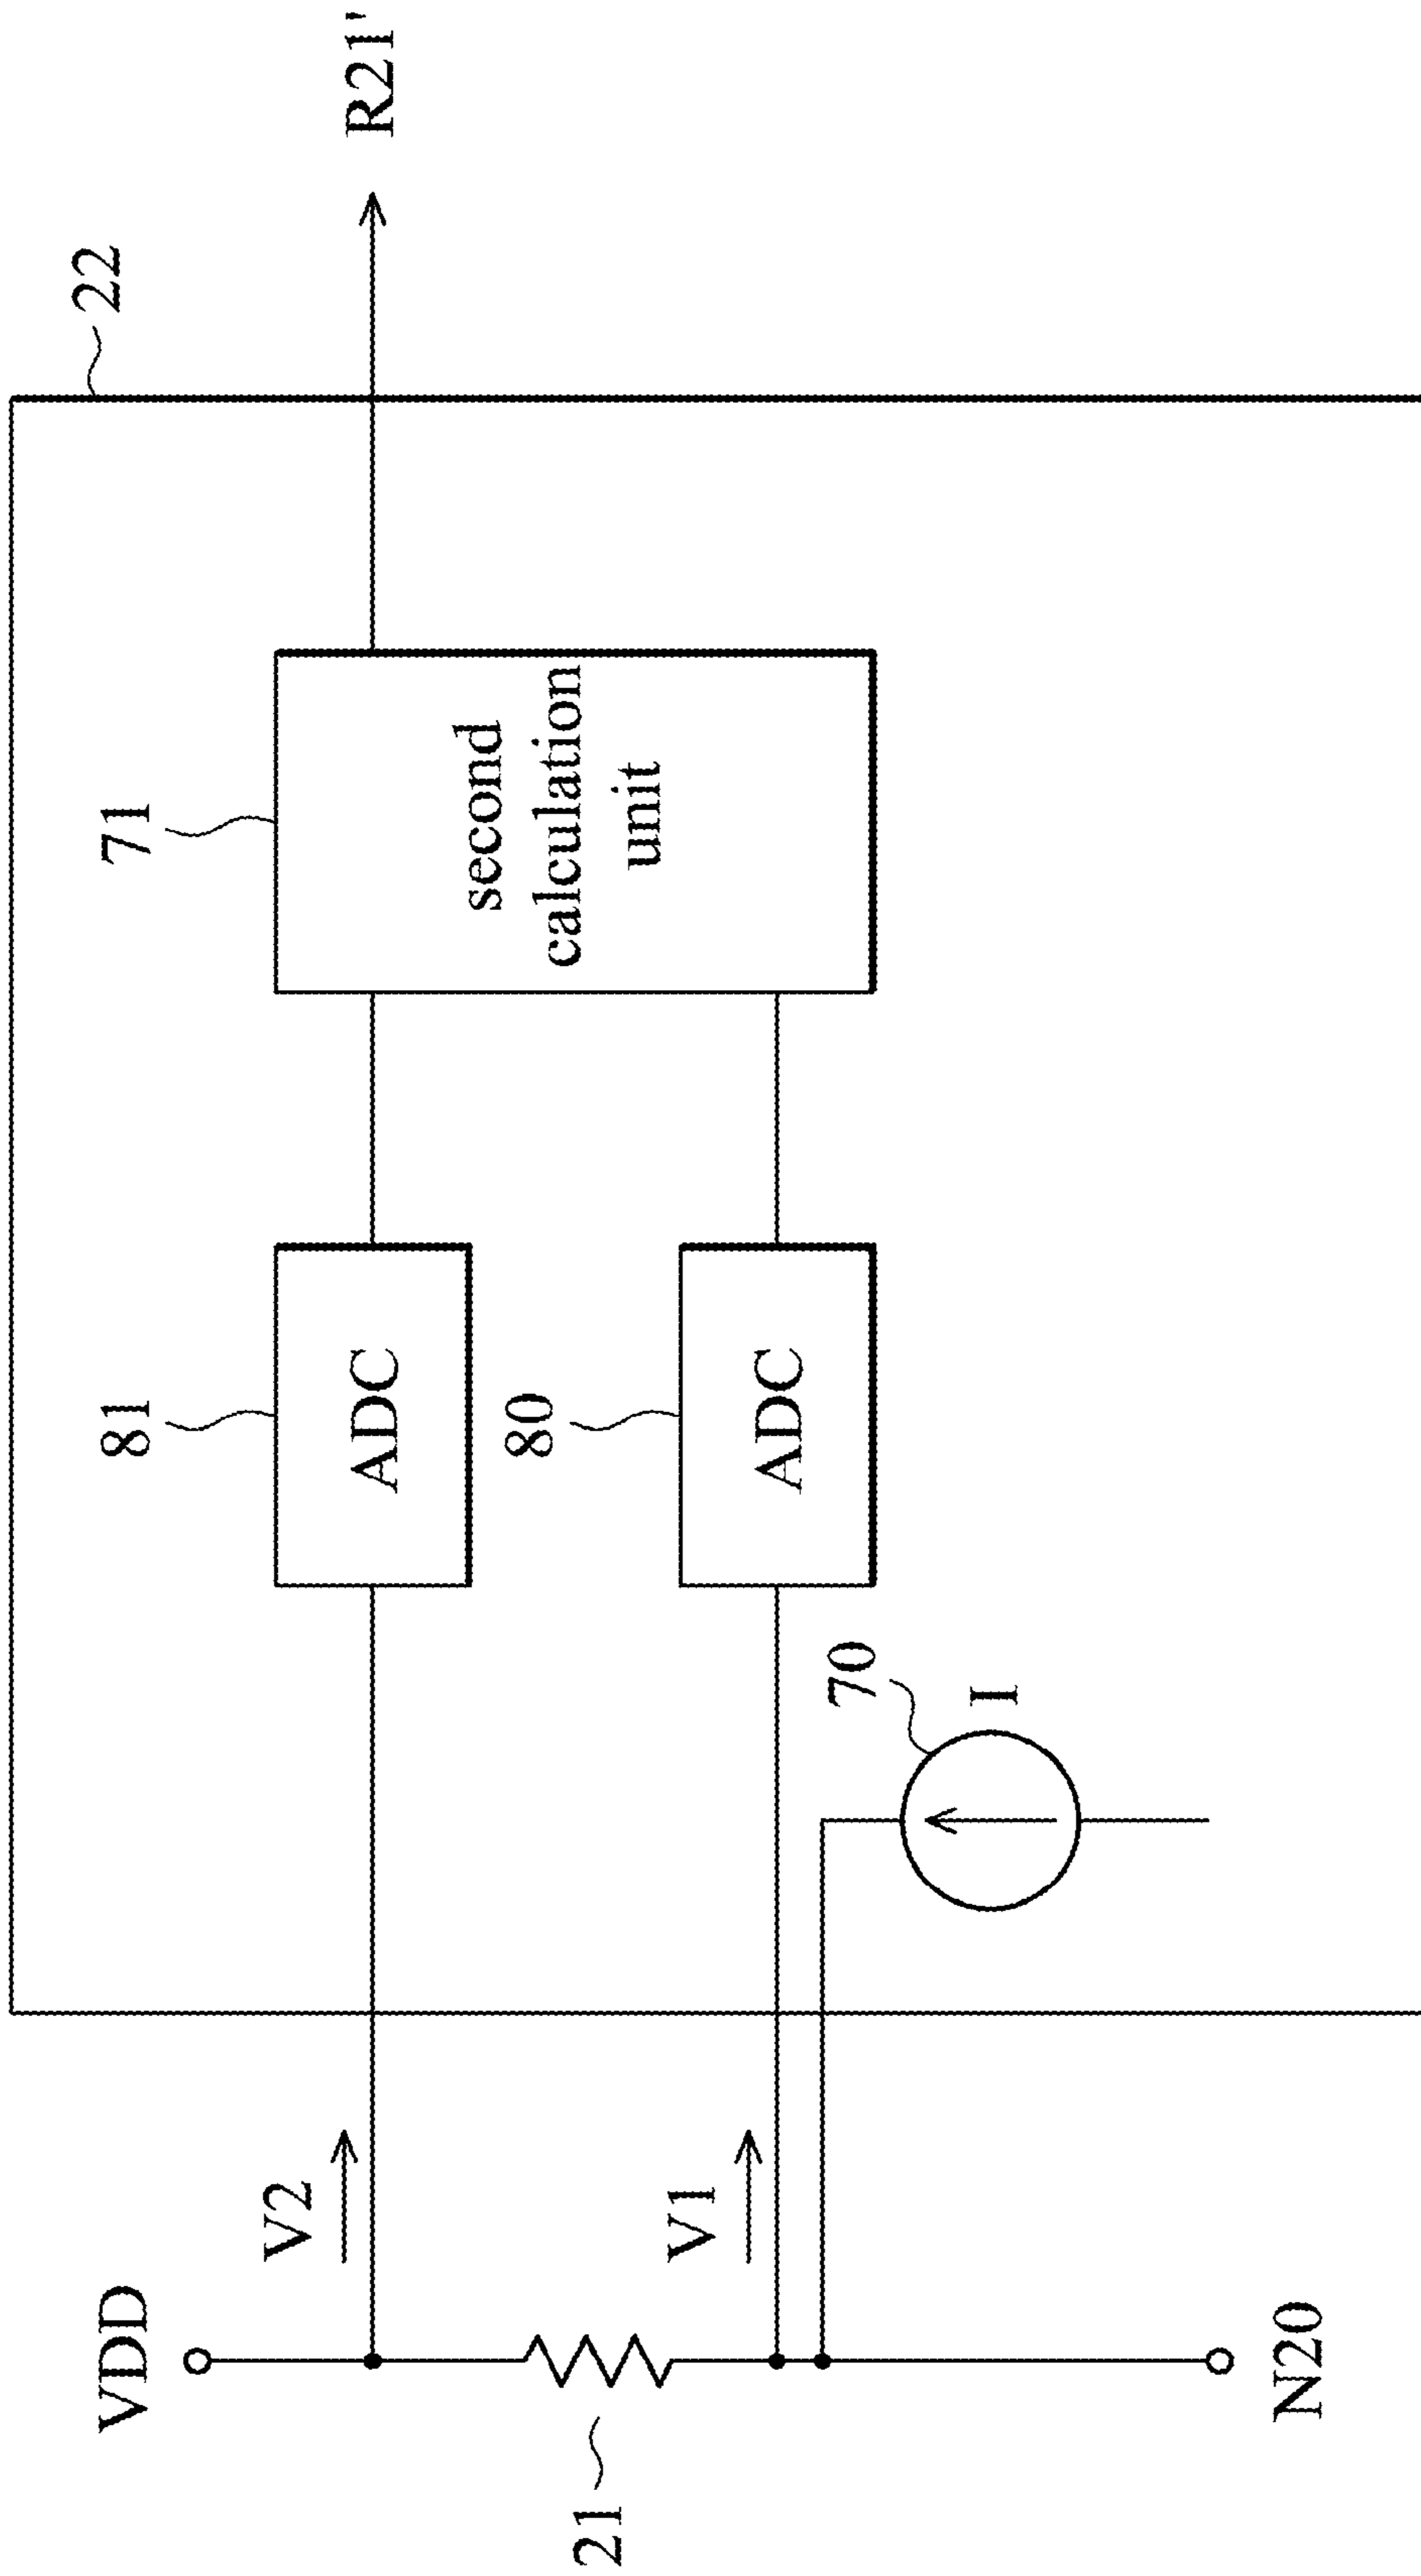 VDD
V2
V1
21
N20
81
ADC
80
ADC
70
I
71
second
calculation
unit
22
R21'